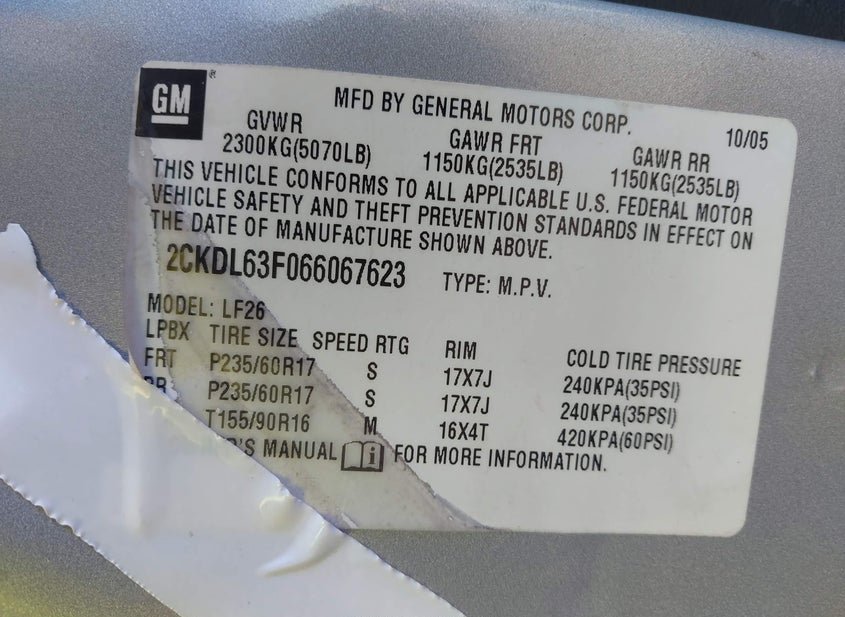 GM ®
MFD BY GENERAL MOTORS CORP. 10/05
GVWR GAWR FRT GAWR RR
2300KG(5070LB) 1150KG(2535LB) 1150KG(2535LB)
THIS VEHICLE CONFORMS TO ALL APPLICABLE U.S. FEDERAL MOTOR
VEHICLE SAFETY AND THEFT PREVENTION STANDARDS IN EFFECT ON
THE DATE OF MANUFACTURE SHOWN ABOVE.
2CKDL63F066067623 TYPE: M.P.V.
MODEL: LF26
LPBX TIRE SIZE SPEED RTG RIM COLD TIRE PRESSURE
FRT P235/60R17 S 17X7J 240KPA(35PSI)
RR P235/60R17 S 17X7J 240KPA(35PSI)
T155/90R16 M 16X4T 420KPA(60PSI)
'S MANUAL i FOR MORE INFORMATION.